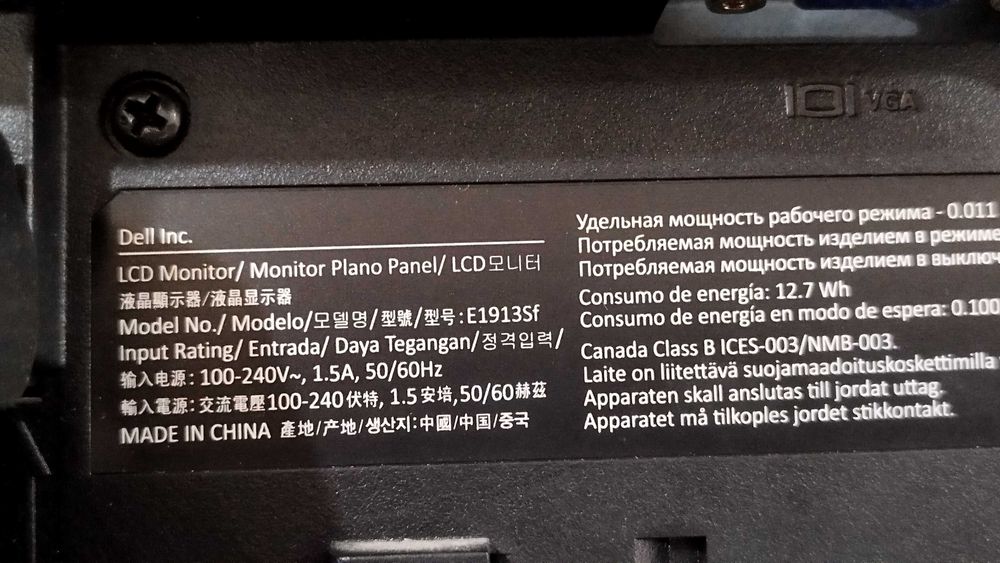 VGA
Dell Inc.
LCD Monitor/ Monitor Plano Panel/ LCD모니터
液晶顯示器/液晶显示器
Model No./ Modelo/모델명/型號/型号: E1913Sf
Input Rating/ Entrada/ Daya Tegangan/정격입력/
输入电源: 100-240V~, 1.5A, 50/60Hz
輸入電源: 交流電壓100-240伏特, 1.5安培,50/60赫茲
MADE IN CHINA 產地/产地/생산지: 中國/中国/중국
Удельная мощность рабочего режима - 0.011
Потребляемая мощность изделием в режиме
Потребляемая мощность изделием в выключ
Consumo de energía: 12.7 Wh
Consumo de energía en modo de espera: 0.100
Canada Class B ICES-003/NMB-003.
Laite on liitettävä suojamaadoituskoskettimilla
Apparaten skall anslutas till jordat uttag.
Apparatet må tilkoples jordet stikkontakt.